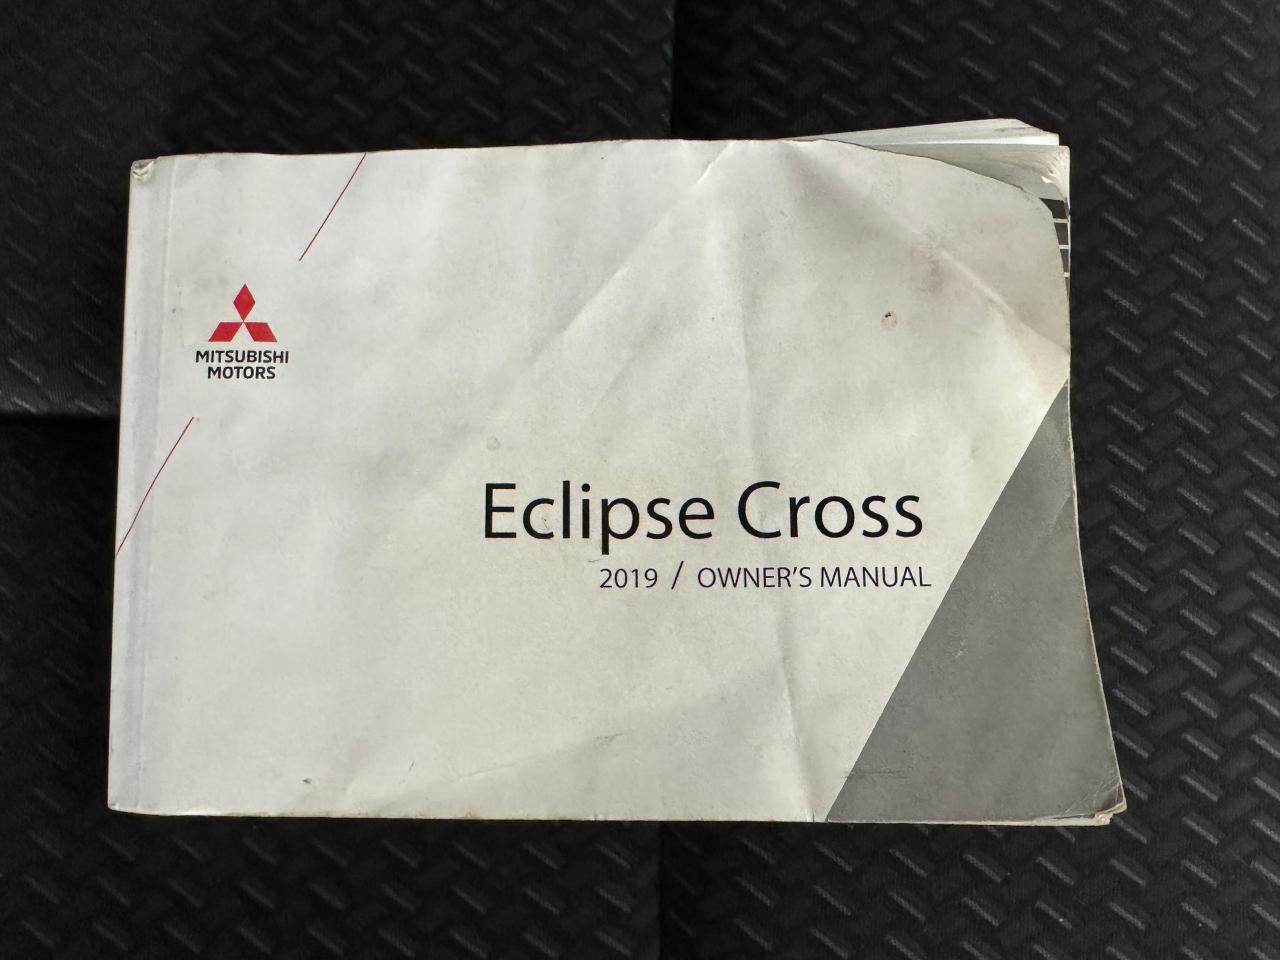 MITSUBISHI
MOTORS
Eclipse Cross
2019 / OWNER'S MANUAL